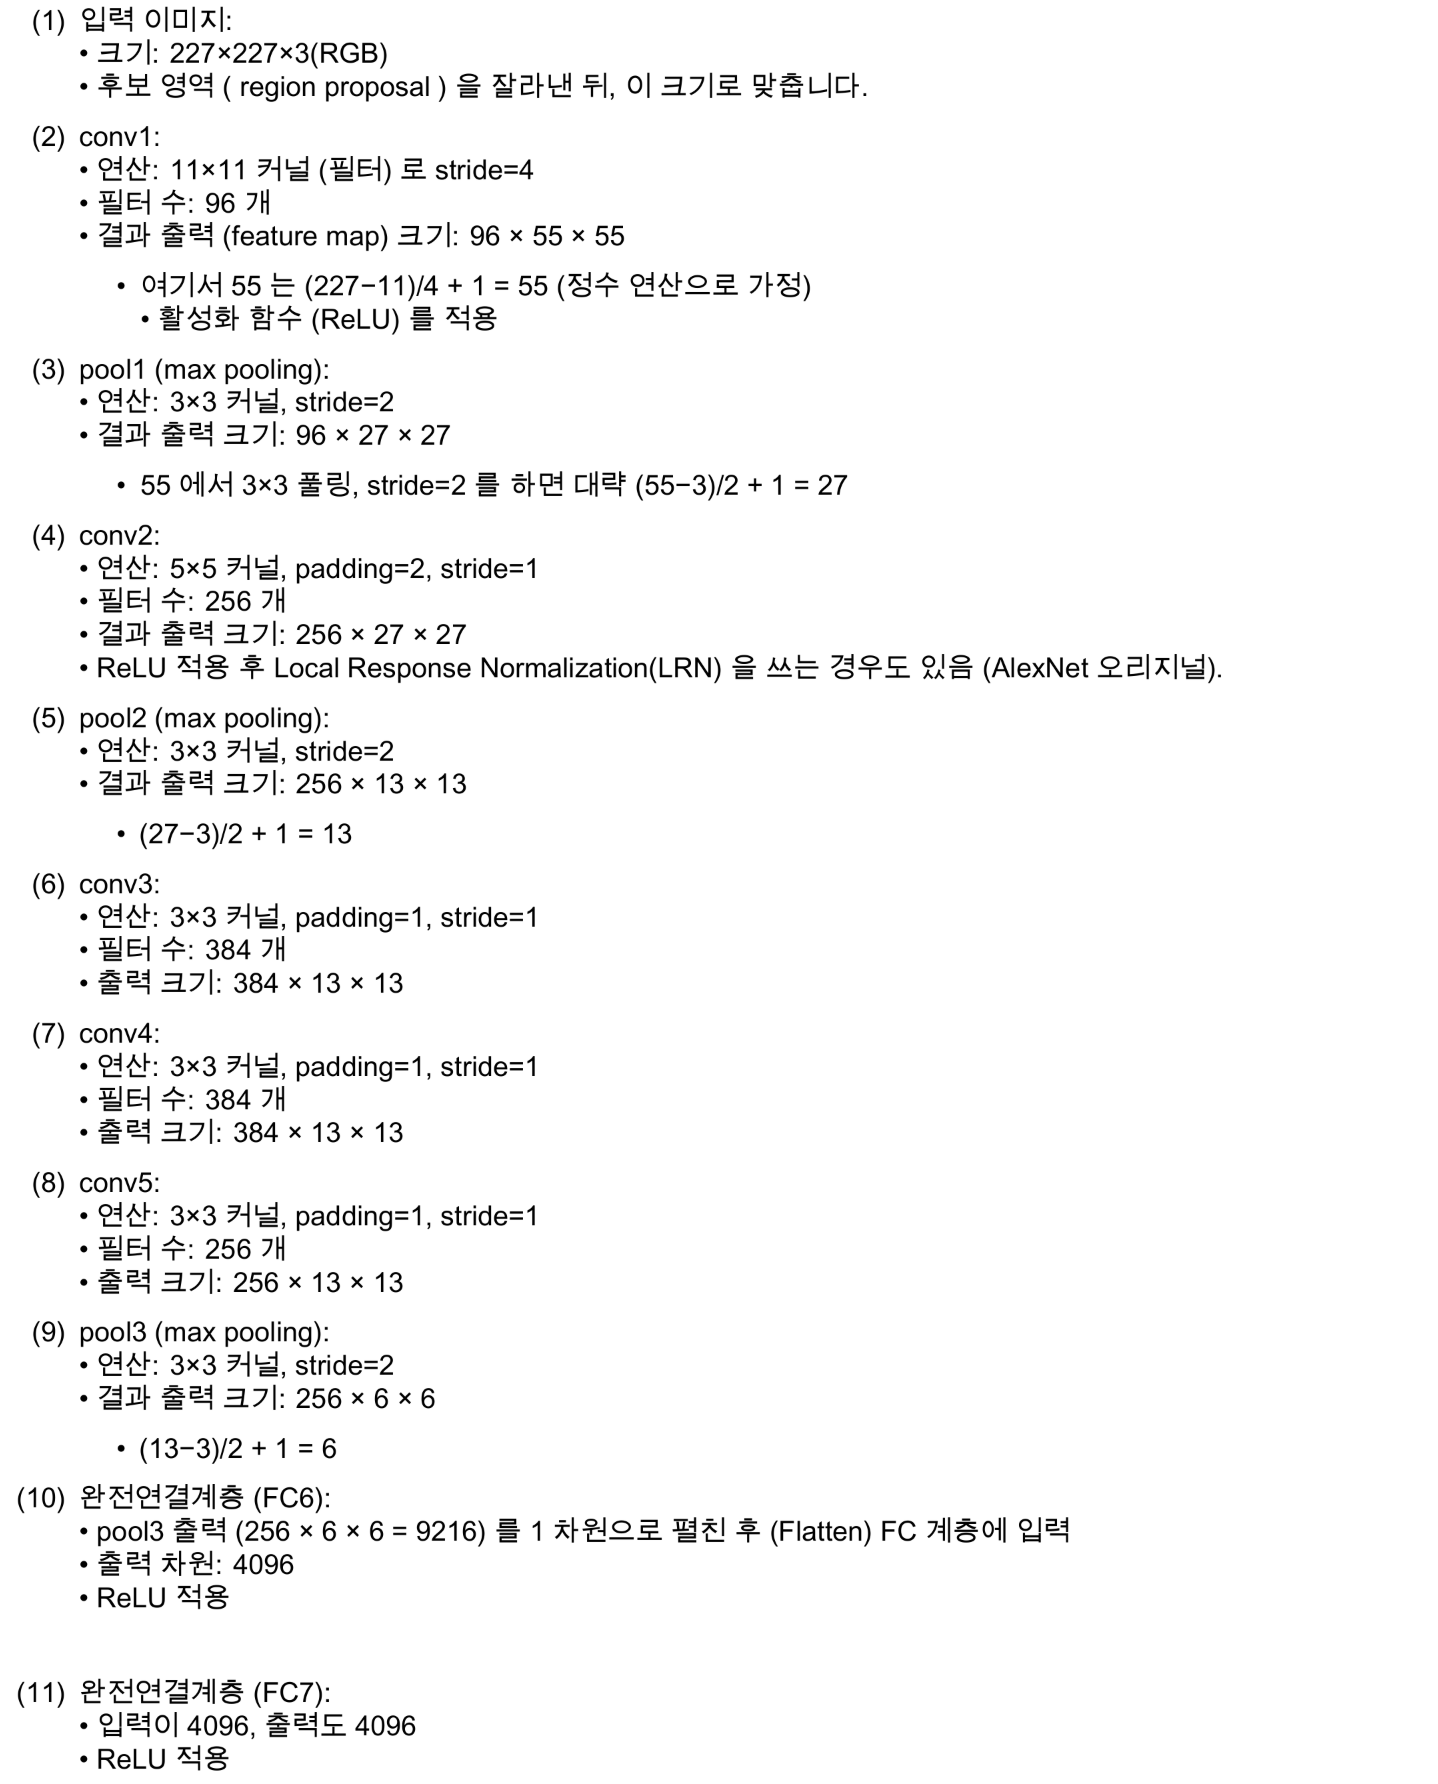 (1) 입력 이미지:
• 크기: 227×227×3(RGB)
• 후보 영역 ( region proposal ) 을 잘라낸 뒤, 이 크기로 맞춥니다.
(2) conv1:
• 연산: 11×11 커널 (필터) 로 stride=4
• 필터 수: 96 개
• 결과 출력 (feature map) 크기: 96 × 55 × 55
• 여기서 55 는 (227−11)/4 + 1 = 55 (정수 연산으로 가정)
• 활성화 함수 (ReLU) 를 적용
(3) pool1 (max pooling):
• 연산: 3×3 커널, stride=2
• 결과 출력 크기: 96 × 27 × 27
• 55 에서 3×3 풀링, stride=2 를 하면 대략 (55−3)/2 + 1 = 27
(4) conv2:
• 연산: 5×5 커널, padding=2, stride=1
• 필터 수: 256 개
• 결과 출력 크기: 256 × 27 × 27
• ReLU 적용 후 Local Response Normalization(LRN) 을 쓰는 경우도 있음 (AlexNet 오리지널).
(5) pool2 (max pooling):
• 연산: 3×3 커널, stride=2
• 결과 출력 크기: 256 × 13 × 13
• (27−3)/2 + 1 = 13
(6) conv3:
• 연산: 3×3 커널, padding=1, stride=1
• 필터 수: 384 개
• 출력 크기: 384 × 13 × 13
(7) conv4:
• 연산: 3×3 커널, padding=1, stride=1
• 필터 수: 384 개
• 출력 크기: 384 × 13 × 13
(8) conv5:
• 연산: 3×3 커널, padding=1, stride=1
• 필터 수: 256 개
• 출력 크기: 256 × 13 × 13
(9) pool3 (max pooling):
• 연산: 3×3 커널, stride=2
• 결과 출력 크기: 256 × 6 × 6
• (13−3)/2 + 1 = 6
(10) 완전연결계층 (FC6):
• pool3 출력 (256 × 6 × 6 = 9216) 를 1 차원으로 펼친 후 (Flatten) FC 계층에 입력
• 출력 차원: 4096
• ReLU 적용
(11) 완전연결계층 (FC7):
• 입력이 4096, 출력도 4096
• ReLU 적용